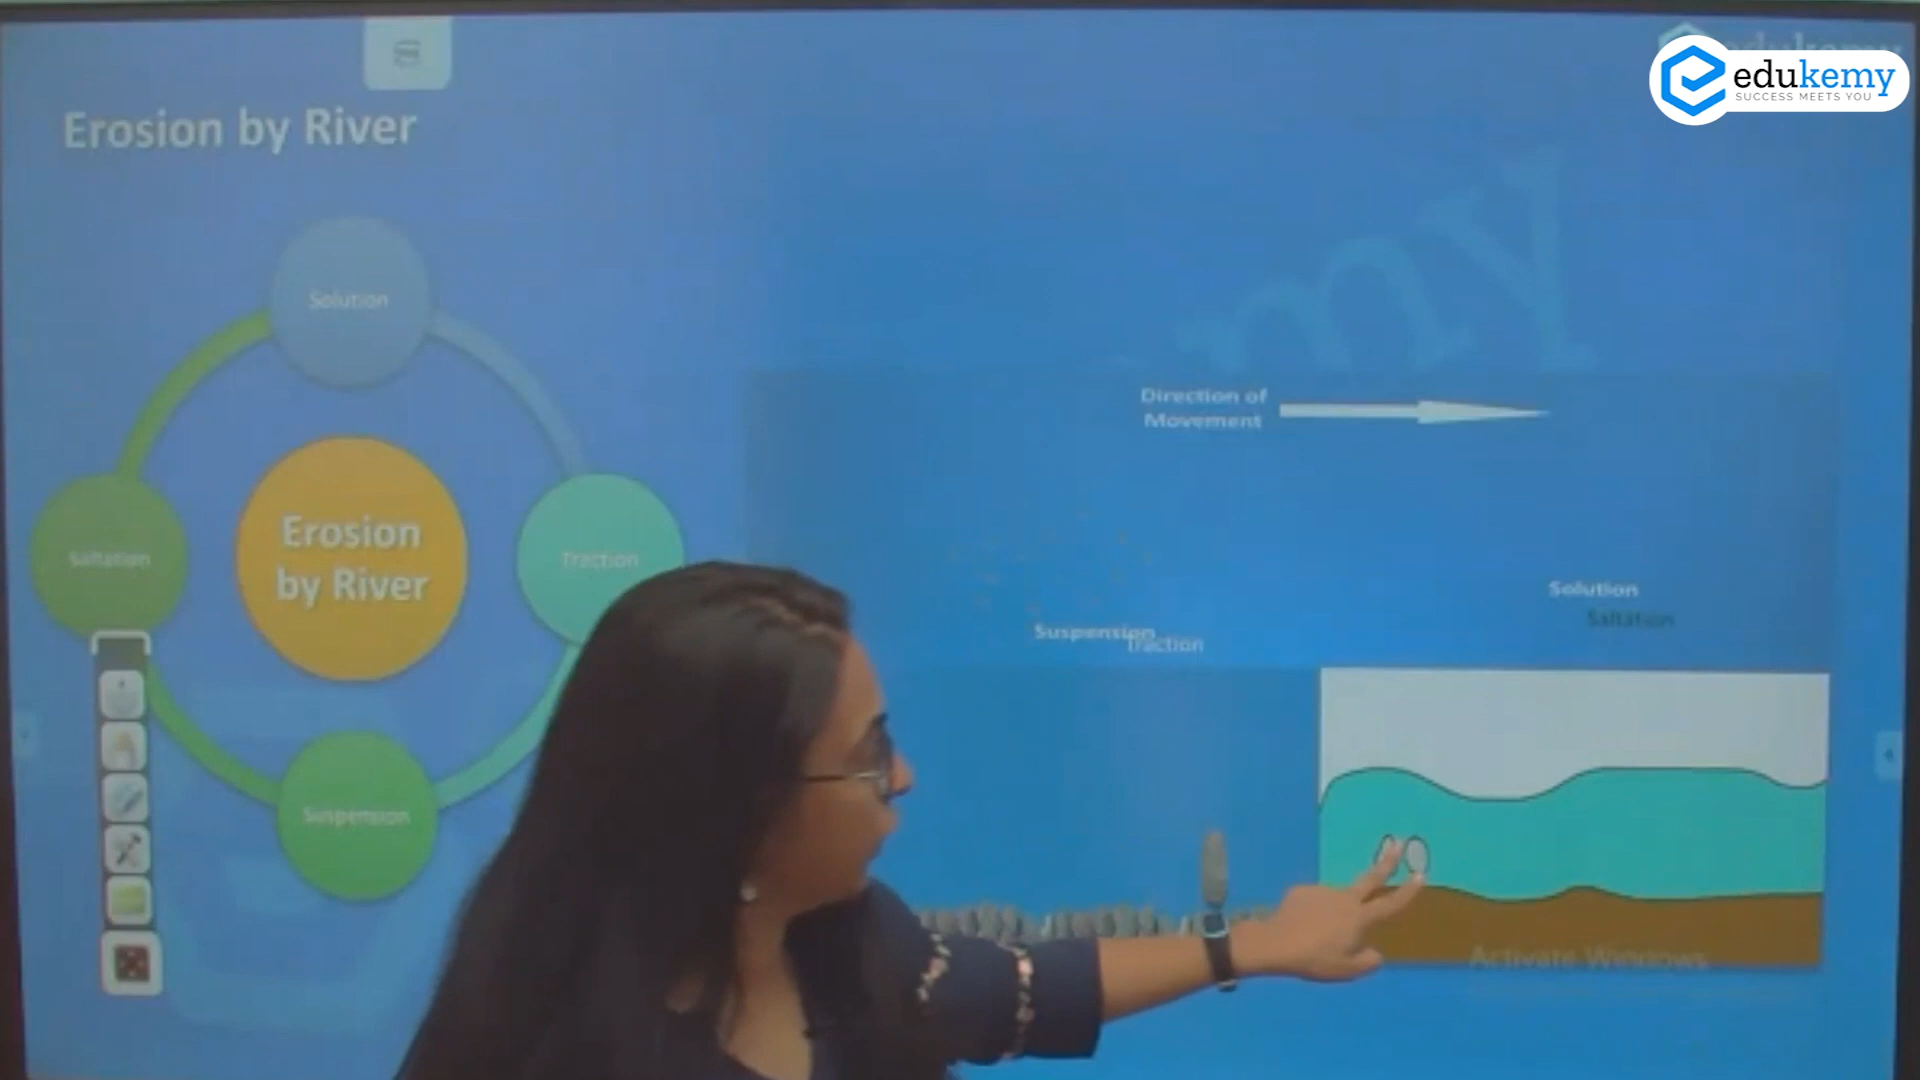 edukemy
SUCCESS MEETS YOU
Erosion by River
Solution
Saltation
Erosion
by River
Traction
Suspension
my
Direction of
Movement
Suspension
Traction
Solution
Saltation
Activate Windows